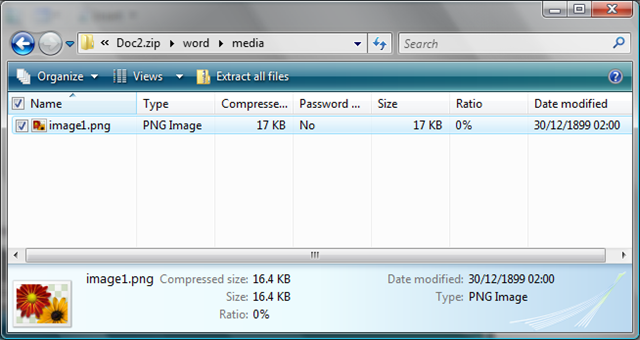 « Doc2.zip ▸ word ▸ media
Search
Organize Views Extract all files
Name Type Compresse... Password ... Size Ratio Date modified
image1.png PNG Image 17 KB No 17 KB 0% 30/12/1899 02:00
image1.png Compressed size: 16.4 KB Date modified: 30/12/1899 02:00
Size: 16.4 KB Type: PNG Image
Ratio: 0%